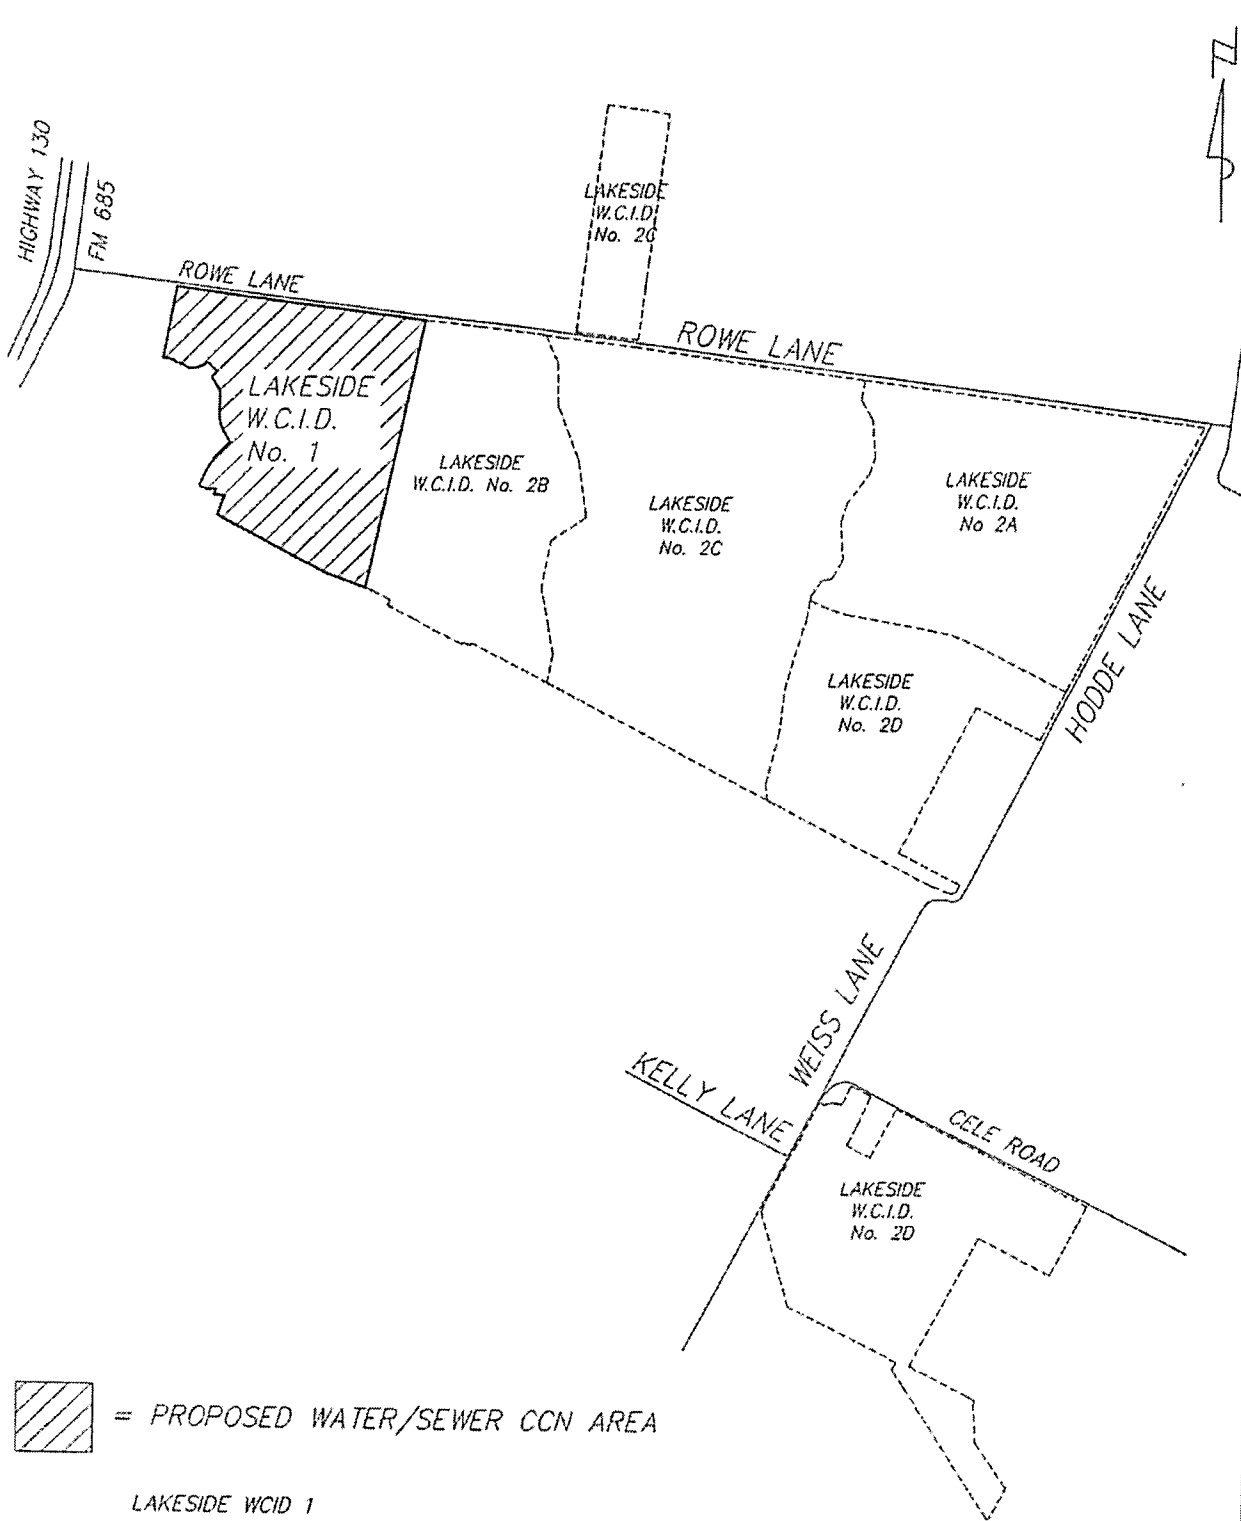 N
HIGHWAY 130
FM 685
LAKESIDE
W.C.I.D.
No. 2C
ROWE LANE
ROWE LANE
LAKESIDE
W.C.I.D.
No. 1
LAKESIDE
W.C.I.D. No. 2B
LAKESIDE
W.C.I.D.
No. 2C
LAKESIDE
W.C.I.D.
No 2A
HODDE LANE
LAKESIDE
W.C.I.D.
No. 2D
WEISS LANE
KELLY LANE
CELE ROAD
LAKESIDE
W.C.I.D.
No. 2D
= PROPOSED WATER/SEWER CCN AREA
LAKESIDE WCID 1